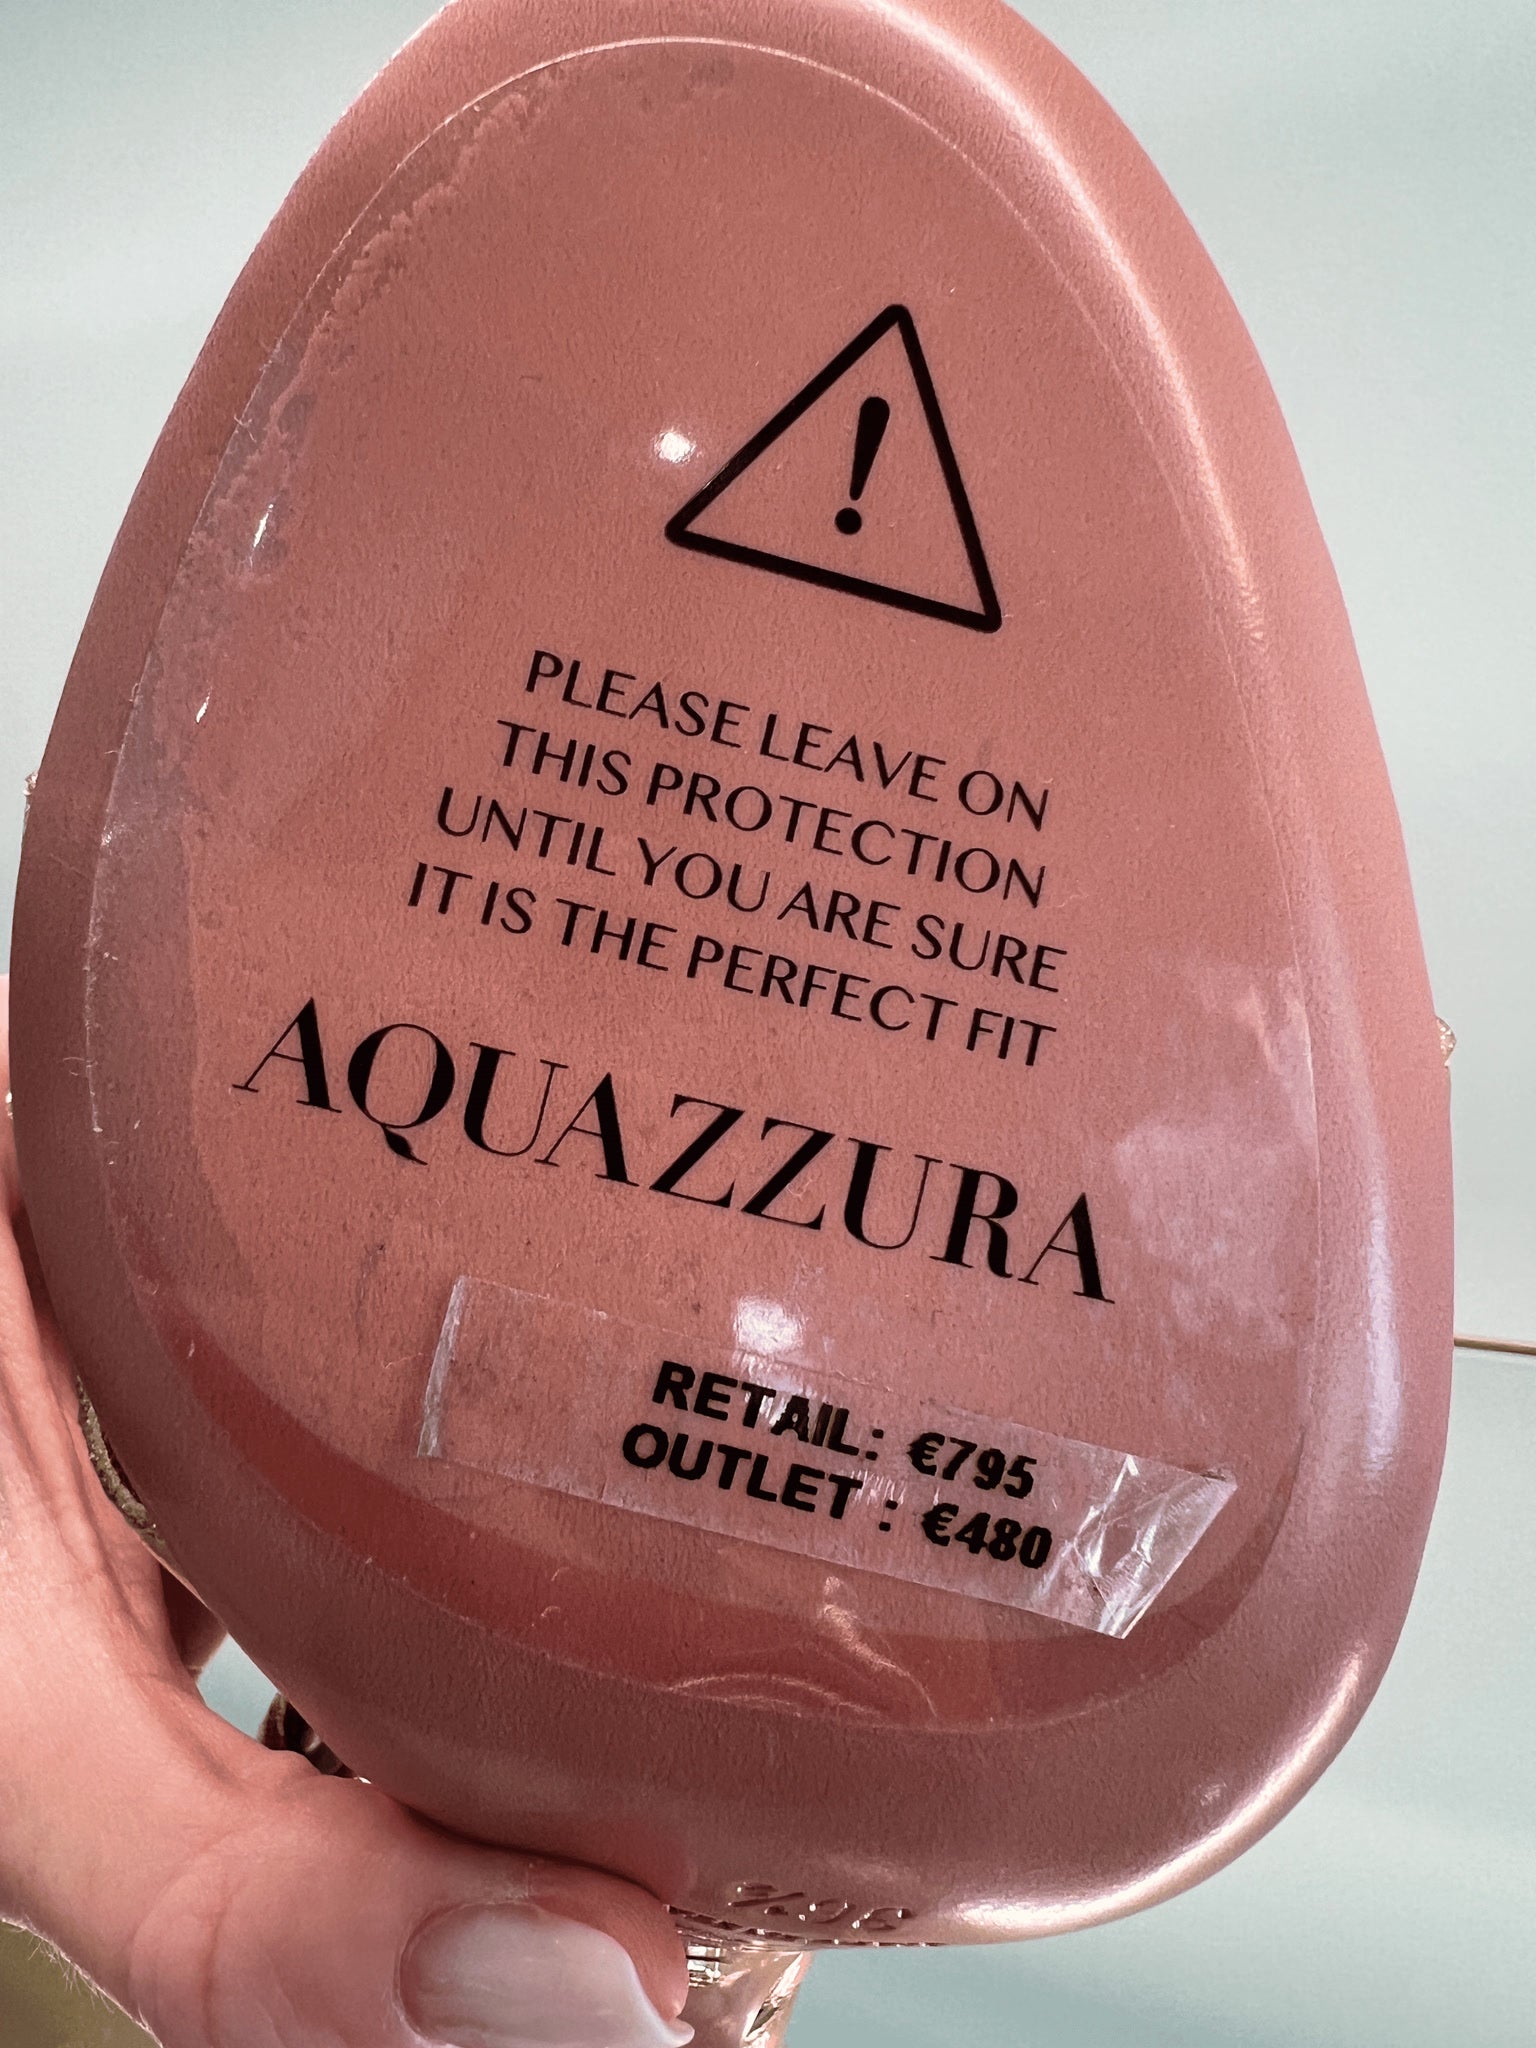 PLEASE LEAVE ON
THIS PROTECTION
UNTIL YOU ARE SURE
IT IS THE PERFECT FIT
AQUAZZURA
RETAIL: €795
OUTLET : €480